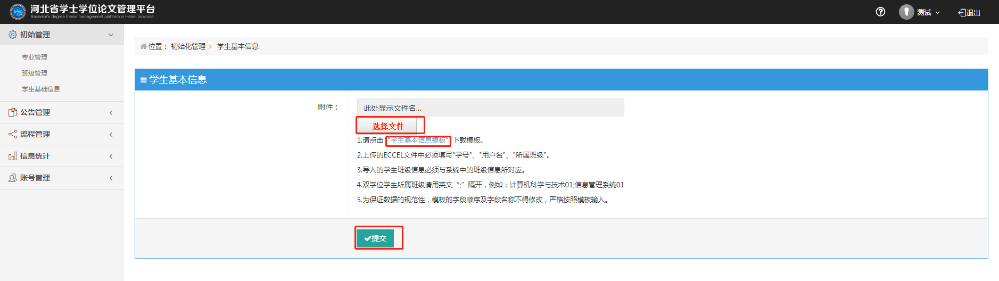 河北省学士学位论文管理平台
Bachelor's degree thesis management platform in Hebei province
测试
退出
初始管理
专业管理
班级管理
学生基础信息
公告管理
流程管理
信息统计
账号管理
位置： 初始化管理 > 学生基本信息
学生基本信息
附件：
此处显示文件名...
选择文件
1.请点击 “学生基本信息模板” 下载模板。
2.上传的ECCEL文件中必须填写"学号"、"用户名"、"所属班级"。
3.导入的学生班级信息必须与系统中的班级信息所对应。
4.双学位学生所属班级请用英文“;”隔开，例如：计算机科学与技术01;信息管理系统01
5.为保证数据的规范性，模板的字段顺序及字段名称不得修改，严格按照模板输入。
提交